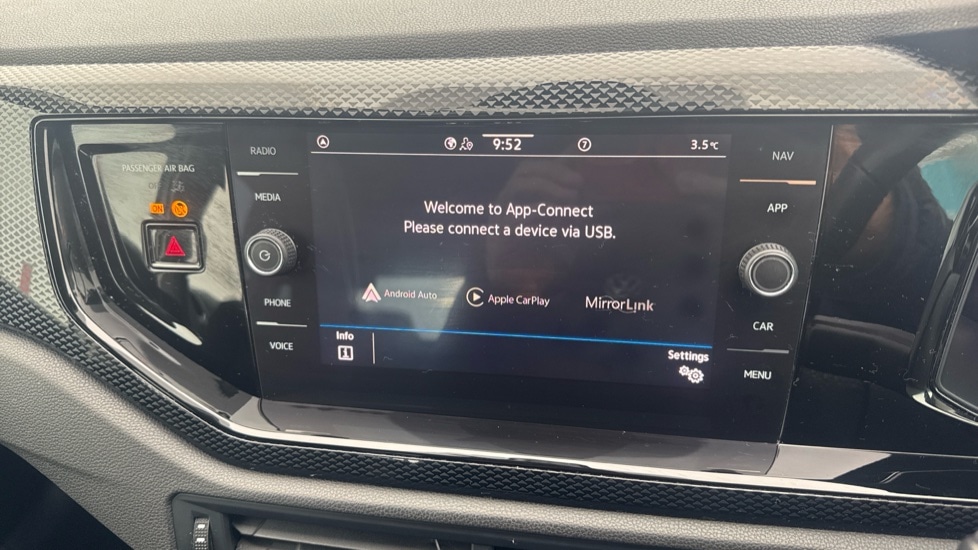 PASSENGER AIR BAG
ON
RADIO
MEDIA
PHONE
VOICE
9:52
7
3.5°C
Welcome to App-Connect
Please connect a device via USB.
Android Auto
Apple CarPlay
MirrorLink
Info
Settings
NAV
APP
CAR
MENU